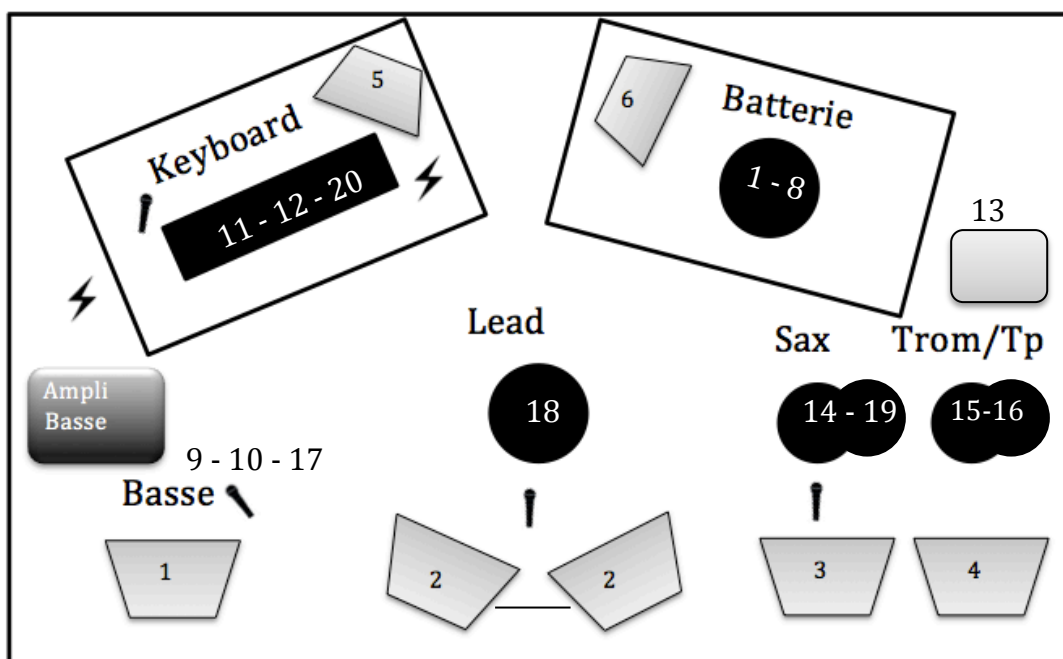 5
Keyboard
11 - 12 - 20
6
Batterie
1 - 8
13
Lead
Sax
Trom/Tp
Ampli
Basse
18
14 - 19
15-16
9 - 10 - 17
Basse
1
2
2
3
4